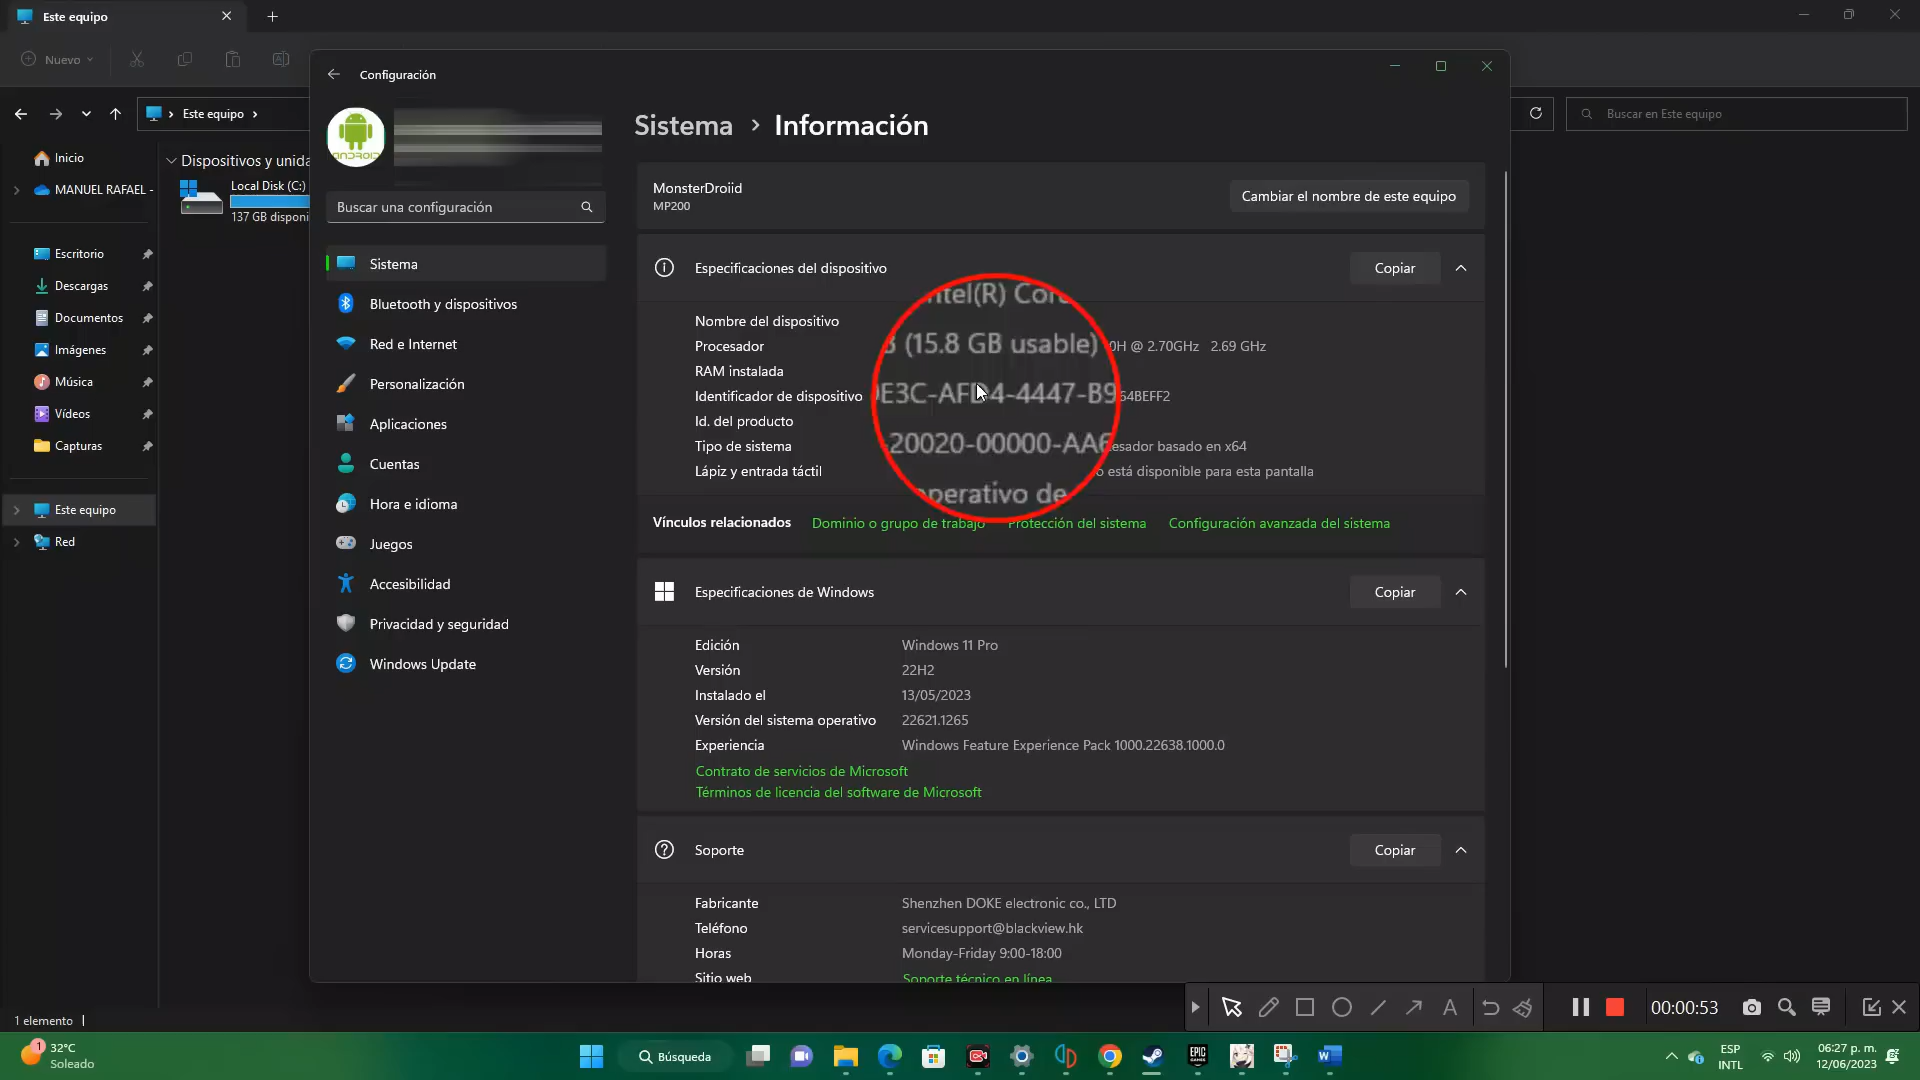 Este equipo
Nuevo
Este equipo
Buscar en Este equipo
Inicio
MANUEL RAFAEL -
Escritorio
Descargas
Documentos
Imágenes
Música
Vídeos
Capturas
Este equipo
Red
Dispositivos y unida
Local Disk (C:)
137 GB disponi
1 elemento
Configuración
ANDROID
Buscar una configuración
Sistema
Bluetooth y dispositivos
Red e Internet
Personalización
Aplicaciones
Cuentas
Hora e idioma
Juegos
Accesibilidad
Privacidad y seguridad
Windows Update
Sistema > Información
MonsterDroiid
MP200
Cambiar el nombre de este equipo
Especificaciones del dispositivo
Copiar
Nombre del dispositivo
Procesador
0H @ 2.70GHz 2.69 GHz
RAM instalada
Identificador de dispositivo
64BEFF2
Id. del producto
Tipo de sistema
esador basado en x64
Lápiz y entrada táctil
o está disponible para esta pantalla
ntel(R) Core
(15.8 GB usable)
E3C-AFD4-4447-B9
-20020-00000-AA6
operativo de
Vínculos relacionados
Dominio o grupo de trabajo
Protección del sistema
Configuración avanzada del sistema
Especificaciones de Windows
Copiar
Edición Windows 11 Pro
Versión 22H2
Instalado el 13/05/2023
Versión del sistema operativo 22621.1265
Experiencia Windows Feature Experience Pack 1000.22638.1000.0
Contrato de servicios de Microsoft
Términos de licencia del software de Microsoft
Soporte
Copiar
Fabricante Shenzhen DOKE electronic co., LTD
Teléfono servicesupport@blackview.hk
Horas Monday-Friday 9:00-18:00
Sitio web Soporte técnico en línea
A
00:00:53
1
32°C
Soleado
Búsqueda
EPIC
GAMES
W
ESP
INTL
06:27 p. m.
12/06/2023